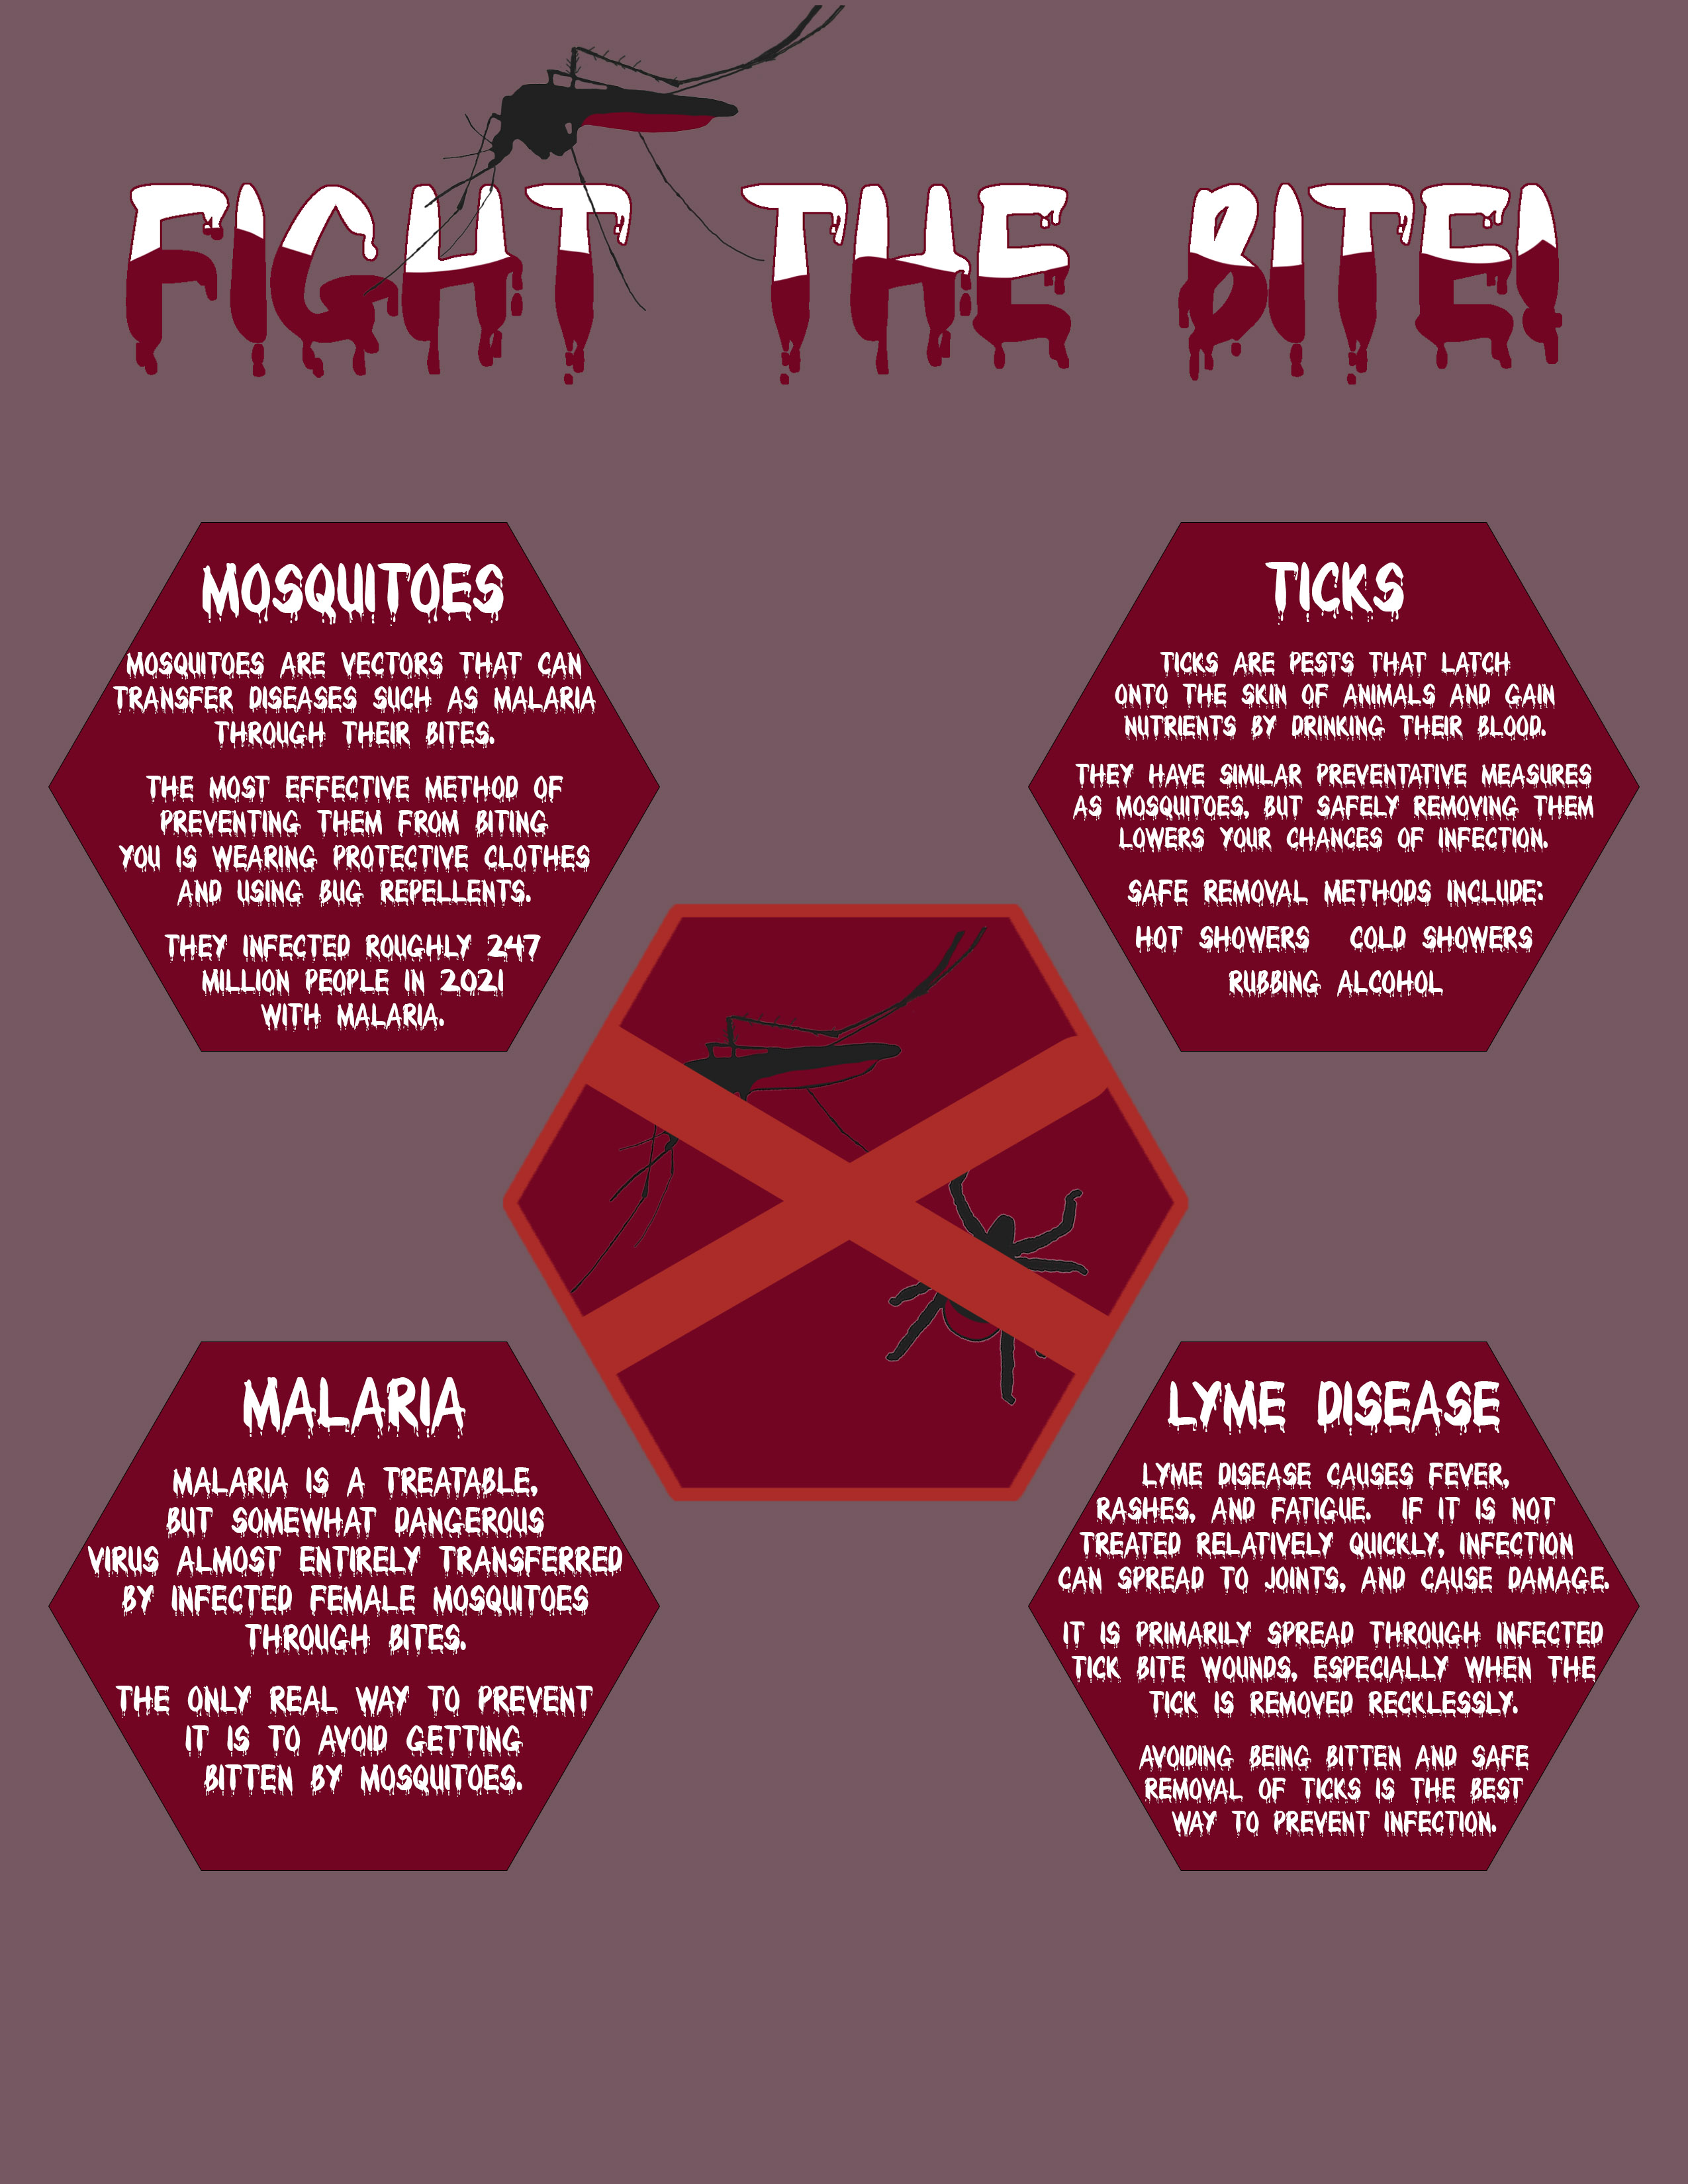 FIGHT THE BITE!
MOSQUITOES
MOSQUITOES ARE VECTORS THAT CAN
TRANSFER DISEASES SUCH AS MALARIA
THROUGH THEIR BITES.
THE MOST EFFECTIVE METHOD OF
PREVENTING THEM FROM BITING
YOU IS WEARING PROTECTIVE CLOTHES
AND USING BUG REPELLENTS.
THEY INFECTED ROUGHLY 247
MILLION PEOPLE IN 2021
WITH MALARIA.
TICKS
TICKS ARE PESTS THAT LATCH
ONTO THE SKIN OF ANIMALS AND GAIN
NUTRIENTS BY DRINKING THEIR BLOOD.
THEY HAVE SIMILAR PREVENTATIVE MEASURES
AS MOSQUITOES, BUT SAFELY REMOVING THEM
LOWERS YOUR CHANCES OF INFECTION.
SAFE REMOVAL METHODS INCLUDE:
HOT SHOWERS COLD SHOWERS
RUBBING ALCOHOL
MALARIA
MALARIA IS A TREATABLE,
BUT SOMEWHAT DANGEROUS
VIRUS ALMOST ENTIRELY TRANSFERRED
BY INFECTED FEMALE MOSQUITOES
THROUGH BITES.
THE ONLY REAL WAY TO PREVENT
IT IS TO AVOID GETTING
BITTEN BY MOSQUITOES.
LYME DISEASE
LYME DISEASE CAUSES FEVER,
RASHES, AND FATIGUE. IF IT IS NOT
TREATED RELATIVELY QUICKLY, INFECTION
CAN SPREAD TO JOINTS, AND CAUSE DAMAGE.
IT IS PRIMARILY SPREAD THROUGH INFECTED
TICK BITE WOUNDS, ESPECIALLY WHEN THE
TICK IS REMOVED RECKLESSLY.
AVOIDING BEING BITTEN AND SAFE
REMOVAL OF TICKS IS THE BEST
WAY TO PREVENT INFECTION.